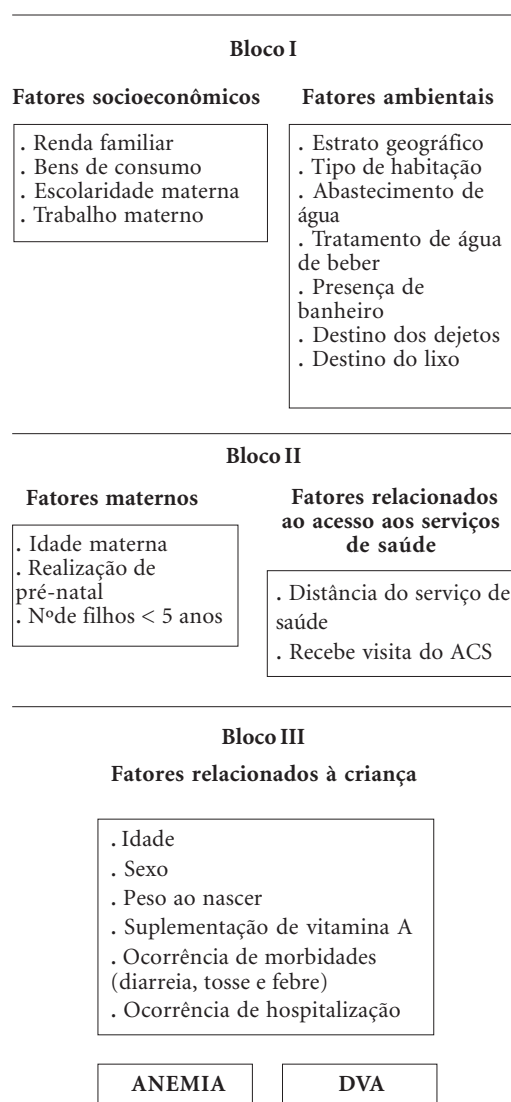 Bloco I
Fatores socioeconômicos
. Renda familiar
. Bens de consumo
. Escolaridade materna
. Trabalho materno
Fatores ambientais
. Estrato geográfico
. Tipo de habitação
. Abastecimento de
água
. Tratamento de água
de beber
. Presença de
banheiro
. Destino dos dejetos
. Destino do lixo
Bloco II
Fatores maternos
. Idade materna
. Realização de
pré-natal
. Nºde filhos < 5 anos
Fatores relacionados
ao acesso aos serviços
de saúde
. Distância do serviço de
saúde
. Recebe visita do ACS
Bloco III
Fatores relacionados à criança
. Idade
. Sexo
. Peso ao nascer
. Suplementação de vitamina A
. Ocorrência de morbidades
(diarreia, tosse e febre)
. Ocorrência de hospitalização
ANEMIA
DVA